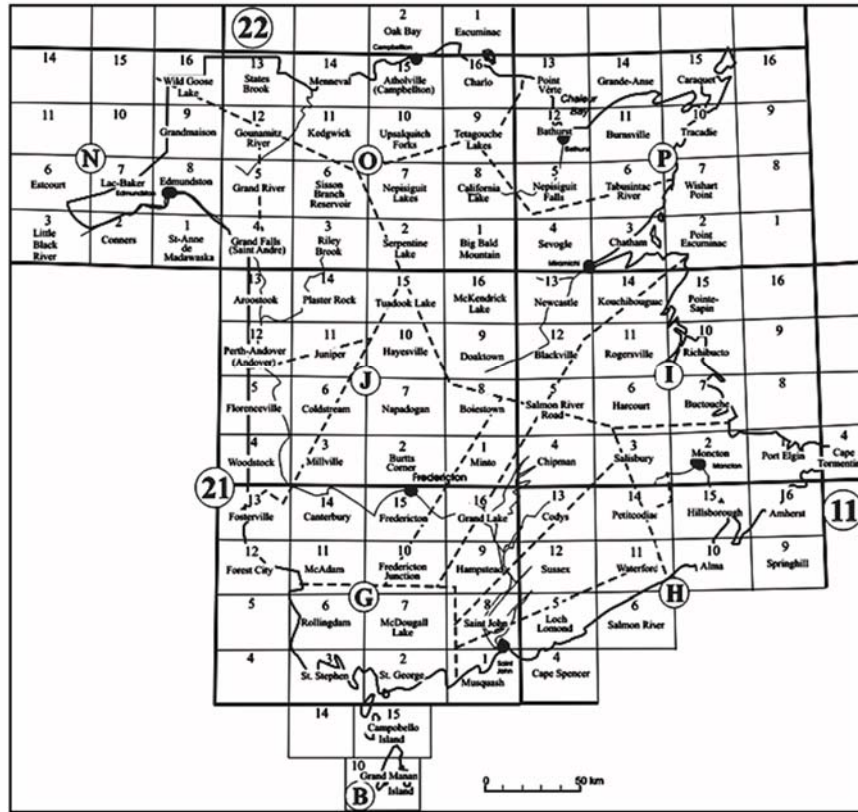 22
2
Oak Bay
Campbellton
1
Escuminac
14
15
16
Wild Goose
Lake
13
States
Brook
14
Menneval
15
Atholville
(Campbellton)
16
Charlo
13
Point
Verte
14
Grande-Anse
15
Caraquet
16
Chaleur
Bay
11
10
9
Grandmaison
12
Gounamitz
River
11
Kedgwick
10
Upsalquitch
Forks
9
Tetagouche
Lakes
12
Bathurst
Bathurst
11
Burnsville
10
Tracadie
9
N
O
P
6
Estcourt
7
Lac-Baker
Edmundston
8
Edmundston
5
Grand River
6
Sisson
Branch
Reservoir
7
Nepisiguit
Lakes
8
California
Lake
5
Nepisiguit
Falls
6
Tabusintac
River
7
Wishart
Point
8
3
Little
Black
River
2
Conners
1
St-Anne
de
Madawaska
4
Grand Falls
(Saint Andre)
3
Riley
Brook
2
Serpentine
Lake
1
Big Bald
Mountain
4
Sevogle
Miramichi
3
Chatham
2
Point
Escuminac
1
13
Aroostook
14
Plaster Rock
15
Tuadook Lake
16
McKendrick
Lake
13
Newcastle
14
Kouchibouguac
15
Pointe-
Sapin
16
12
Perth-Andover
(Andover)
11
Juniper
10
Hayesville
9
Doaktown
12
Blackville
11
Rogersville
10
Richibucto
9
J
I
5
Florenceville
6
Coldstream
7
Napadogan
8
Boiestown
5
Salmon River
Road
6
Harcourt
7
Buctouche
8
4
Woodstock
3
Millville
2
Burtts
Corner
Fredericton
1
Minto
4
Chipman
3
Salisbury
2
Moncton
Moncton
1
Port Elgin
4
Cape
Tormentine
21
11
13
Fosterville
14
Canterbury
15
Fredericton
16
Grand Lake
13
Codys
14
Petitcodiac
15
Hillsborough
16
Amherst
12
Forest City
11
McAdam
10
Fredericton
Junction
9
Hampstead
12
Sussex
11
Waterford
10
Alma
9
Springhill
G
H
5
6
Rollingdam
7
McDougall
Lake
8
Saint John
5
Loch
Lomond
6
Salmon River
4
3
St. Stephen
2
St. George
1
Musquash
Saint
John
4
Cape Spencer
14
15
Campobello
Island
10
Grand Manan
Island
B
0
50 km